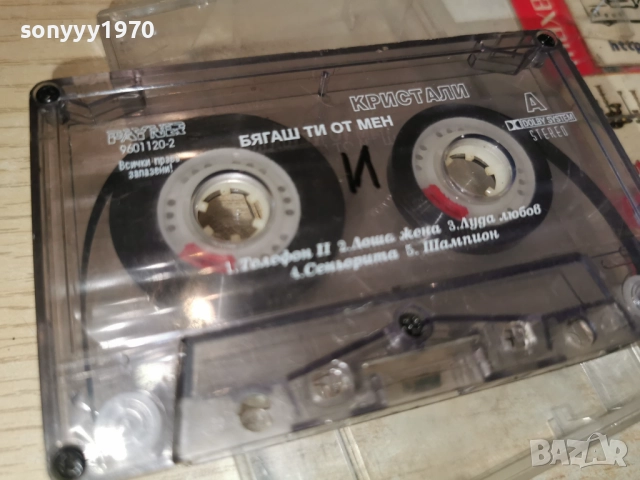 sonyyy1970
КРИСТАЛИ
A
БЯГАШ ТИ ОТ МЕН
DOLBY SYSTEM
STEREO
9601120-2
Всички права
запазени!
И
1. Телефон II 2. Лоша жена 3. Луда любов
4. Сеньорита 5. Шампион
BAZAR